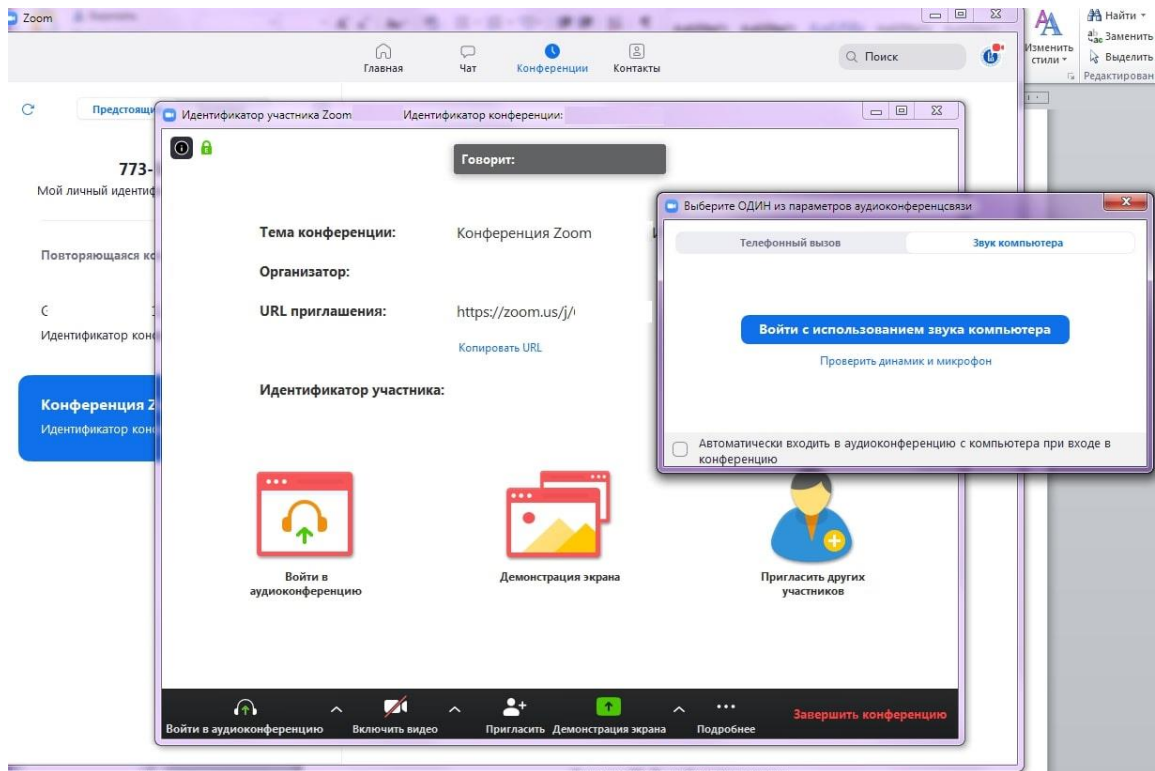 Zoom
Найти
Заменить
Выделить
Изменить
стили
Редактирован
Главная
Чат
Конференции
Контакты
Поиск
773-
Мой личный
Повторяющаяся
Идентификатор
Конференция
Идентификатор
Идентификатор участника Zoom
Идентификатор конференции:
Говорит:
Тема конференции:
Конференция Zoom
Организатор:
URL приглашения:
https://zoom.us/j/
Копировать URL
Идентификатор участника:
Войти в
аудиоконференцию
Демонстрация экрана
Пригласить других
участников
Войти в аудиоконференцию
Включить видео
Пригласить
Демонстрация экрана
Подробнее
Завершить конференцию
Выберите ОДИН из параметров аудиоконференцсвязи
Телефонный вызов
Звук компьютера
Войти с использованием звука компьютера
Проверить динамик и микрофон
Автоматически входить в аудиоконференцию с компьютера при входе в
конференцию